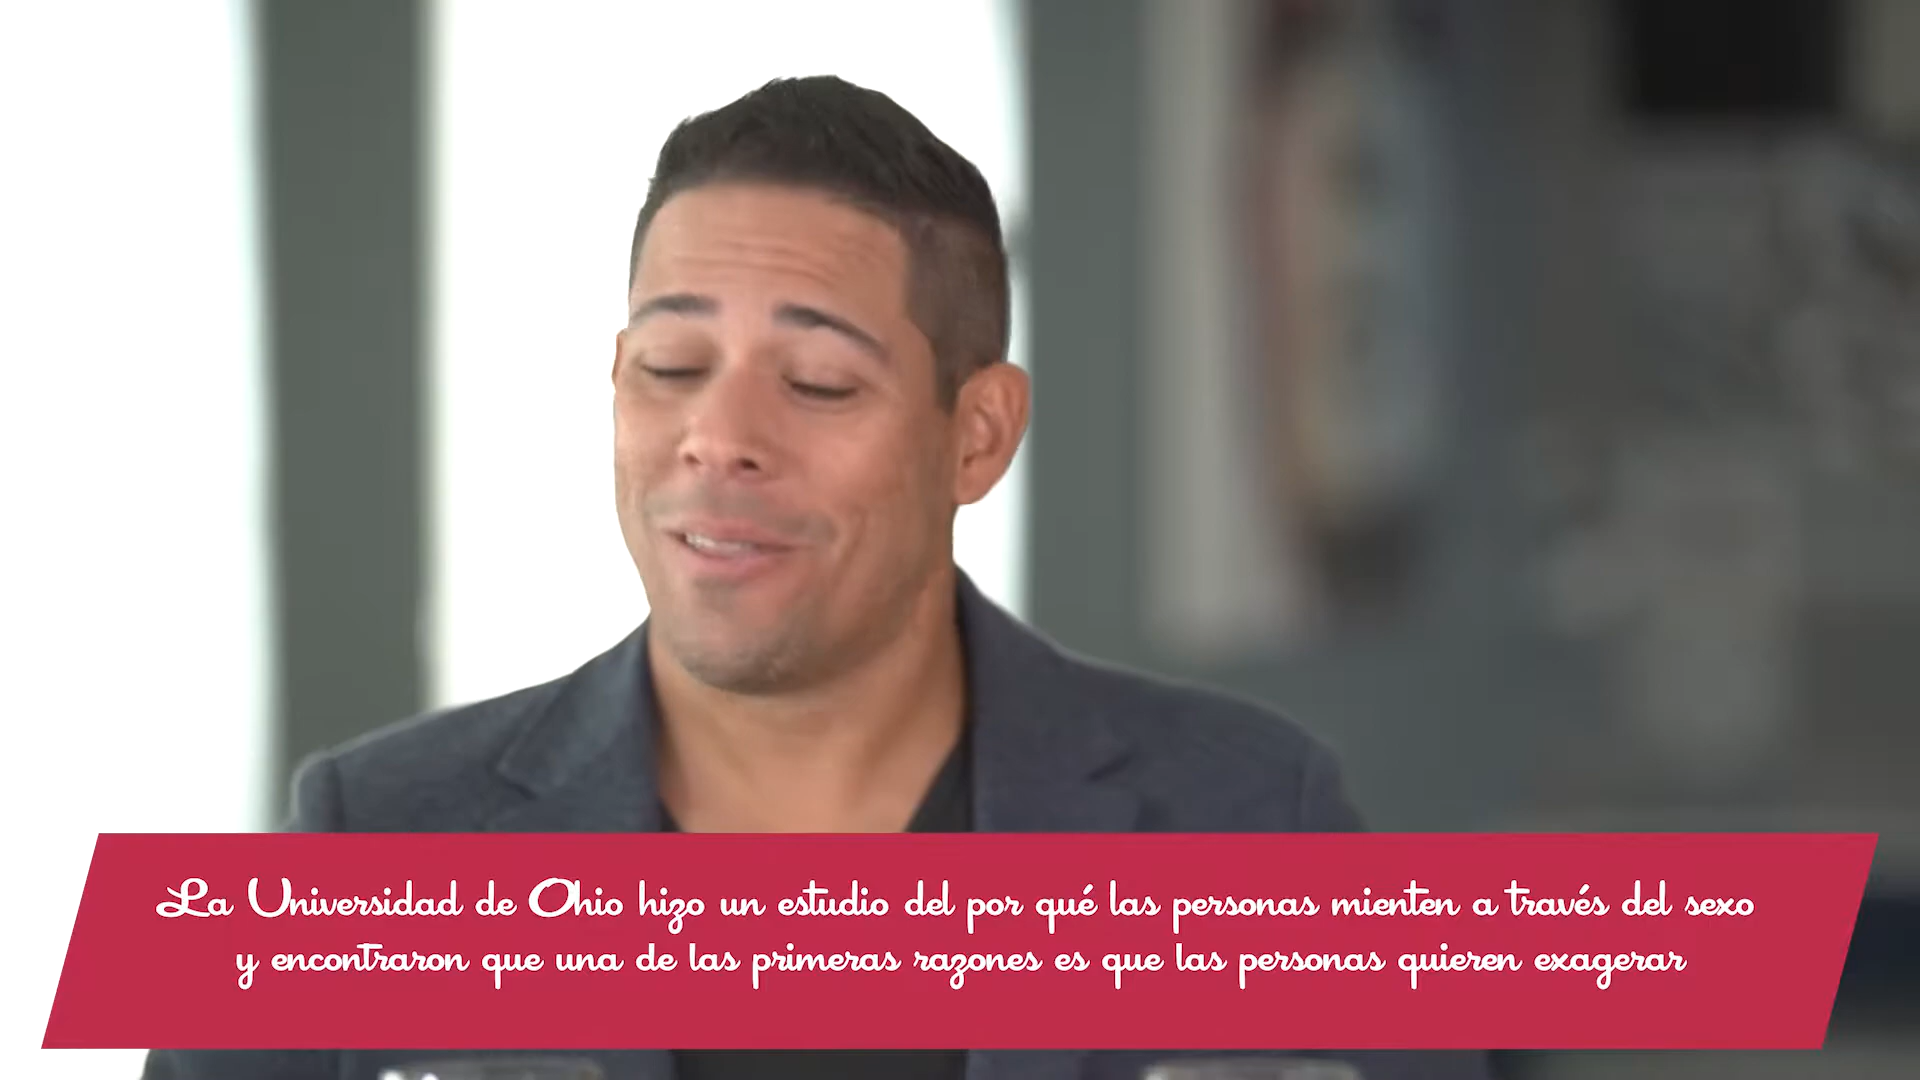 La Universidad de Ohio hizo un estudio del por qué las personas mienten a través del sexo
y encontraron que una de las primeras razones es que las personas quieren exagerar